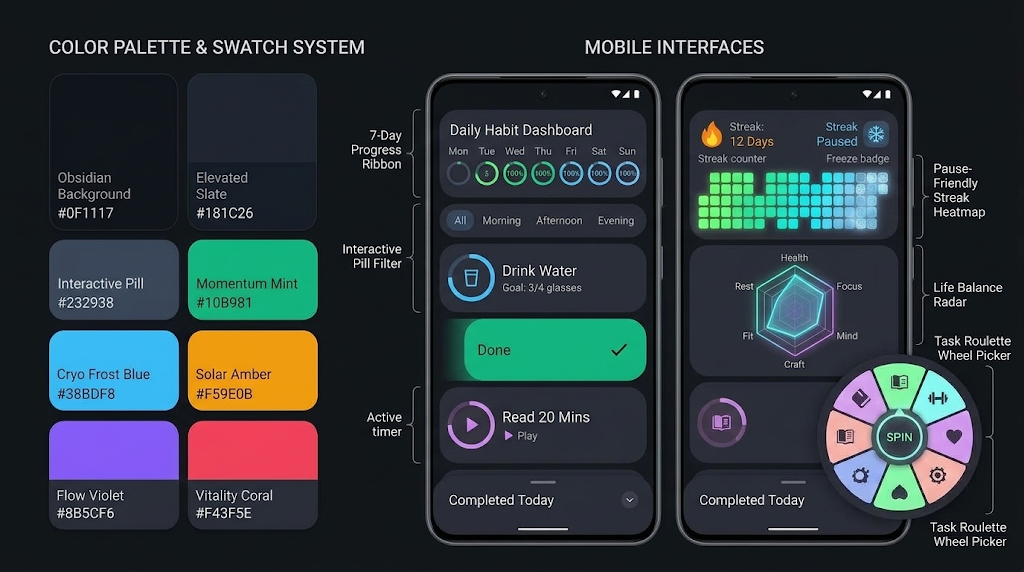 COLOR PALETTE & SWATCH SYSTEM
Obsidian
Background
#0F1117
Elevated
Slate
#181C26
Interactive Pill
#232938
Momentum Mint
#10B981
Cryo Frost Blue
#38BDF8
Solar Amber
#F59E0B
Flow Violet
#8B5CF6
Vitality Coral
#F43F5E
MOBILE INTERFACES
7-Day
Progress
Ribbon
Interactive
Pill Filter
Active
timer
Daily Habit Dashboard
Mon Tue Wed Thu Fri Sat Sun
5 100% 100% 100% 100% 100%
All Morning Afternoon Evening
Drink Water
Goal: 3/4 glasses
Done
Read 20 Mins
Play
Completed Today
Streak:
12 Days
Streak
Paused
Streak counter
Freeze badge
Health
Rest
Focus
Fit
Mind
Craft
SPIN
Completed Today
Pause-
Friendly
Streak
Heatmap
Life Balance
Radar
Task Roulette
Wheel Picker
Task Roulette
Wheel Picker